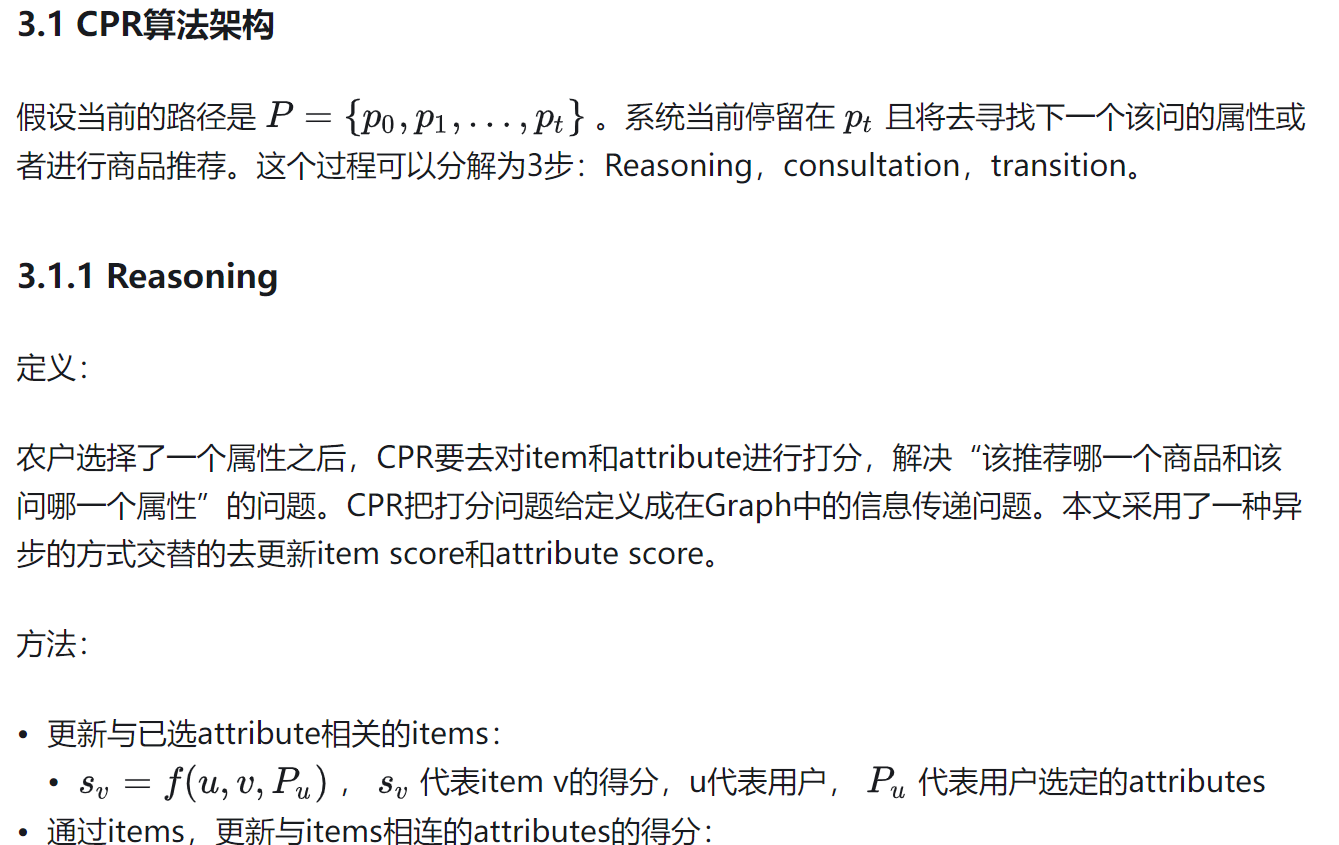 3.1 CPR算法架构
假设当前的路径是 P = {p₀, p₁, . . . , pₜ} 。系统当前停留在 pₜ 且将去寻找下一个该问的属性或
者进行商品推荐。这个过程可以分解为3步：Reasoning，consultation，transition。
3.1.1 Reasoning
定义：
农户选择了一个属性之后，CPR要去对item和attribute进行打分，解决“该推荐哪一个商品和该
问哪一个属性”的问题。CPR把打分问题给定义成在Graph中的信息传递问题。本文采用了一种异
步的方式交替的去更新item score和attribute score。
方法：
• 更新与已选attribute相关的items：
• sᵥ = f(u, v, Pᵤ) ， sᵥ 代表item v的得分，u代表用户， Pᵤ 代表用户选定的attributes
• 通过items，更新与items相连的attributes的得分：